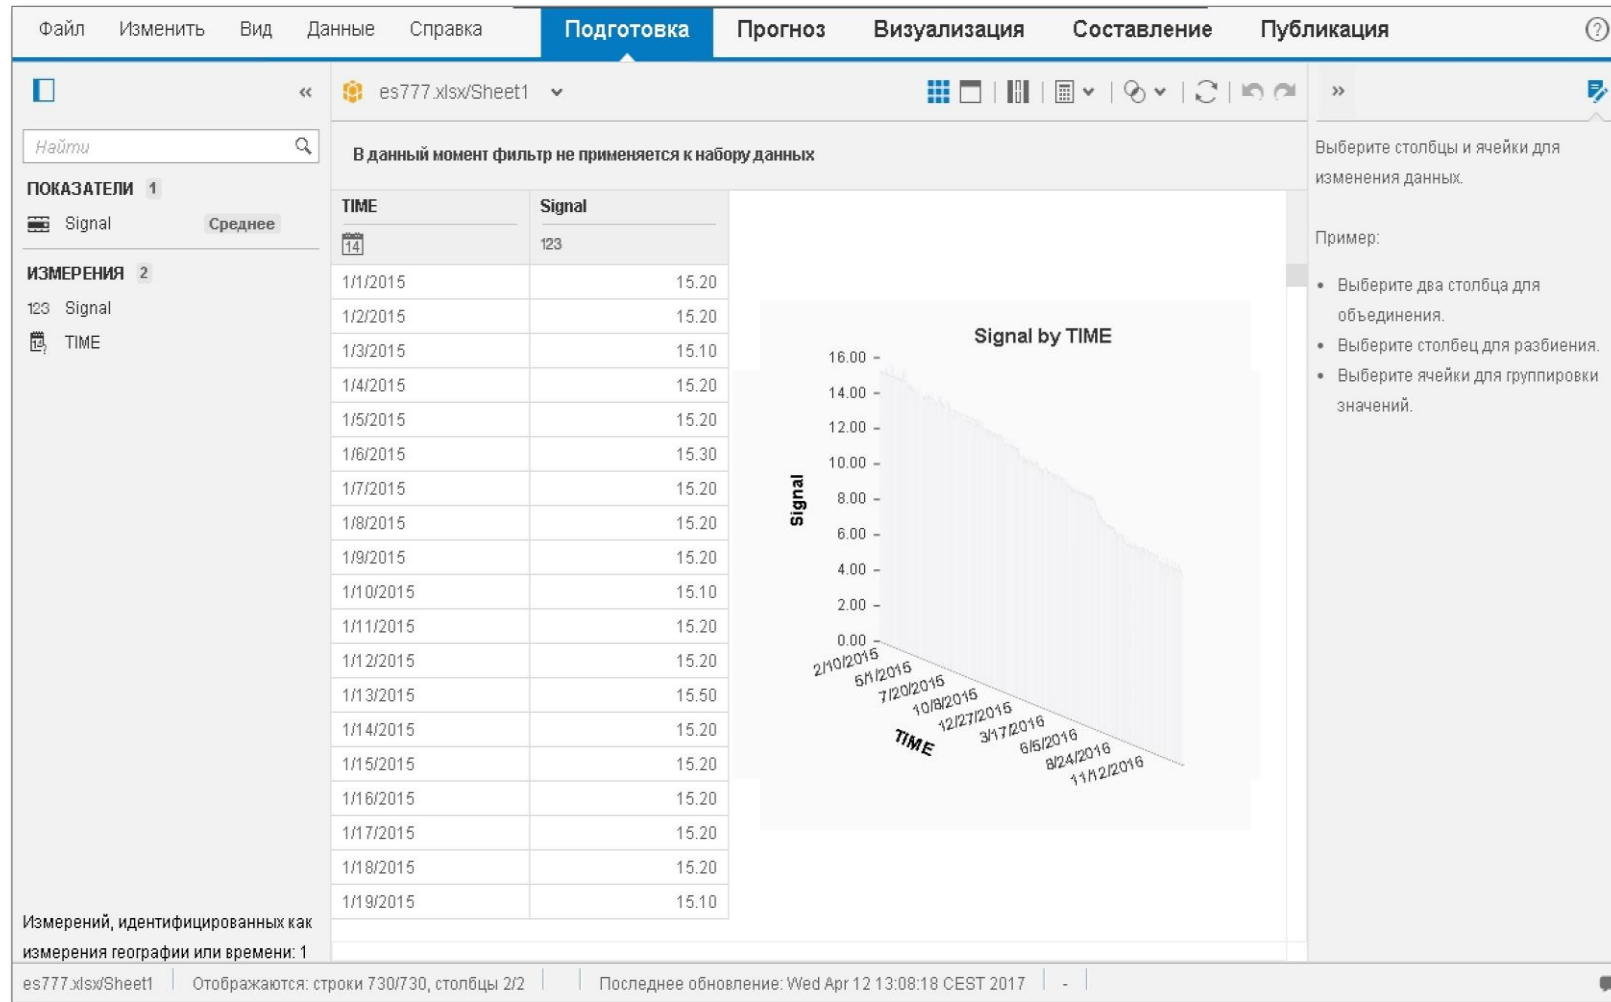 Файл Изменить Вид Данные Справка Подготовка Прогноз Визуализация Составление Публикация
es777.xlsx/Sheet1
Найти
В данный момент фильтр не применяется к набору данных
ПОКАЗАТЕЛИ 1
Signal Среднее
ИЗМЕРЕНИЯ 2
123 Signal
TIME
TIME Signal
14 123
1/1/2015 15.20
1/2/2015 15.20
1/3/2015 15.10
1/4/2015 15.20
1/5/2015 15.20
1/6/2015 15.30
1/7/2015 15.20
1/8/2015 15.20
1/9/2015 15.20
1/10/2015 15.10
1/11/2015 15.20
1/12/2015 15.20
1/13/2015 15.50
1/14/2015 15.20
1/15/2015 15.20
1/16/2015 15.20
1/17/2015 15.20
1/18/2015 15.20
1/19/2015 15.10
Signal by TIME
16.00
14.00
12.00
10.00
8.00
6.00
4.00
2.00
0.00
Signal
2/10/2015
5/1/2015
7/20/2015
10/8/2015
12/27/2015
3/17/2016
6/5/2016
8/24/2016
11/12/2016
TIME
Выберите столбцы и ячейки для
изменения данных.
Пример:
• Выберите два столбца для
объединения.
• Выберите столбец для разбиения.
• Выберите ячейки для группировки
значений.
Измерений, идентифицированных как
измерения географии или времени: 1
es777.xlsx/Sheet1 Отображаются: строки 730/730, столбцы 2/2 Последнее обновление: Wed Apr 12 13:08:18 CEST 2017 -